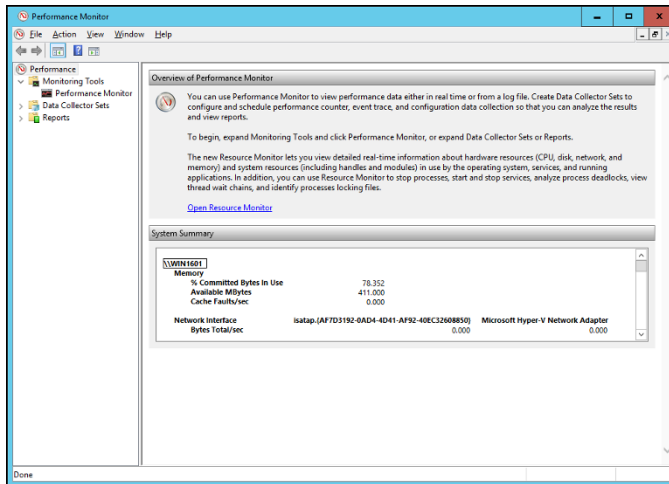 Performance Monitor
File Action View Window Help
Performance
Monitoring Tools
Performance Monitor
Data Collector Sets
Reports
Overview of Performance Monitor
You can use Performance Monitor to view performance data either in real time or from a log file. Create Data Collector Sets to
configure and schedule performance counter, event trace, and configuration data collection so that you can analyze the results
and view reports.
To begin, expand Monitoring Tools and click Performance Monitor, or expand Data Collector Sets or Reports.
The new Resource Monitor lets you view detailed real-time information about hardware resources (CPU, disk, network, and
memory) and system resources (including handles and modules) in use by the operating system, services, and running
applications. In addition, you can use Resource Monitor to stop processes, start and stop services, analyze process deadlocks, view
thread wait chains, and identify processes locking files.
Open Resource Monitor
System Summary
\\WIN1601
Memory
% Committed Bytes In Use 78.352
Available MBytes 411.000
Cache Faults/sec 0.000
Network Interface isatap.{AF7D3192-0AD4-4D41-AF92-40EC32608850} Microsoft Hyper-V Network Adapter
Bytes Total/sec 0.000 0.000
Done